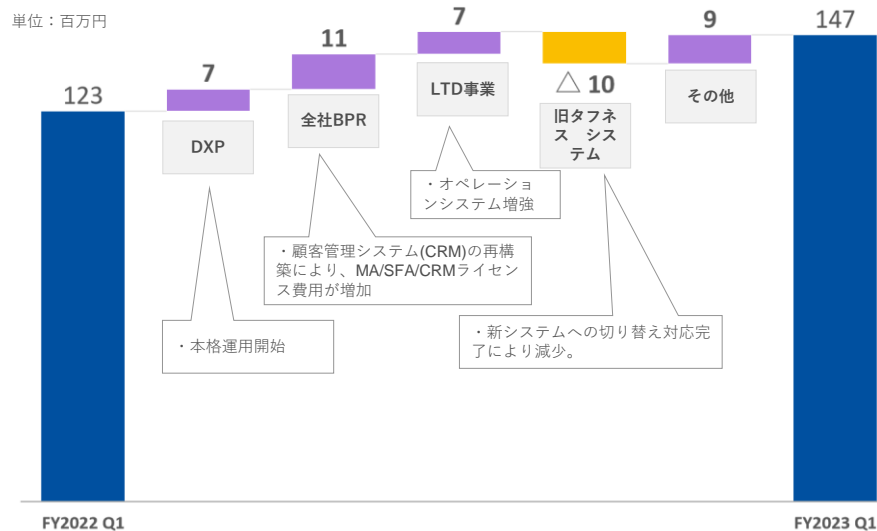 単位：百万円
123
7
DXP
11
全社BPR
7
LTD事業
△ 10
旧タフネ
ス　シス
テム
9
その他
147
・オペレーショ
ンシステム増強
・顧客管理システム(CRM)の再構
築により、MA/SFA/CRMライセン
ス費用が増加
・本格運用開始
・新システムへの切り替え対応完
了により減少。
FY2022 Q1
FY2023 Q1